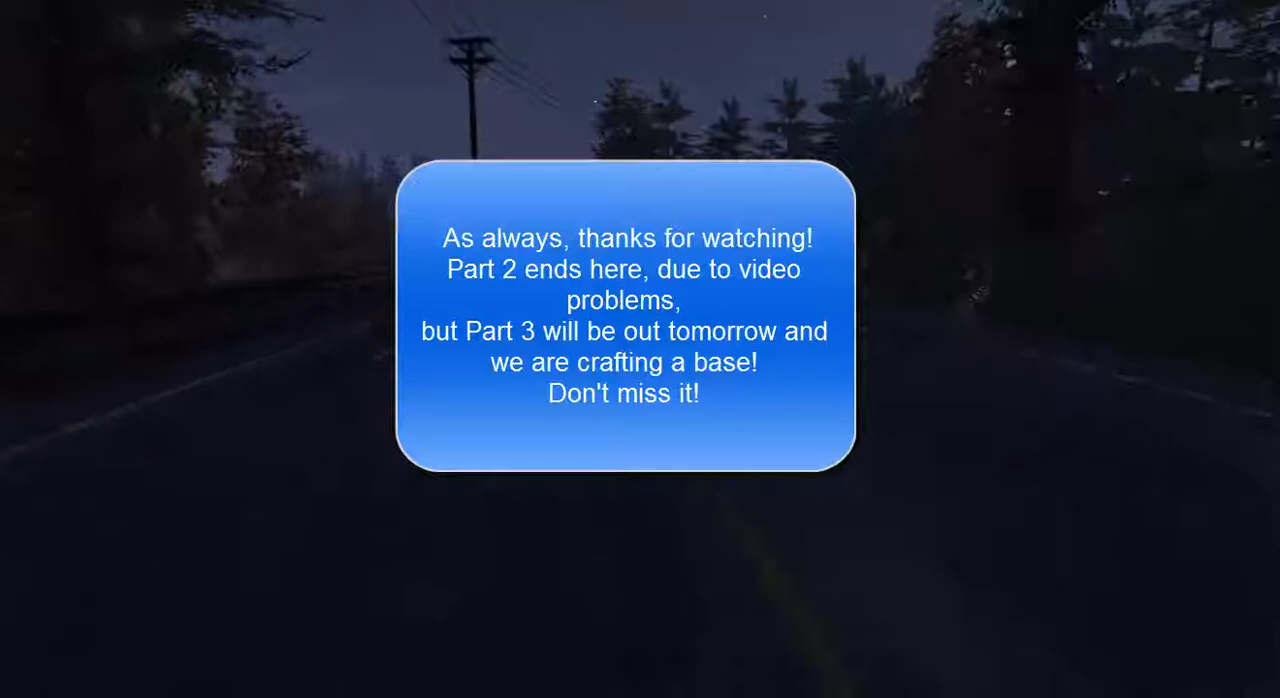 As always, thanks for watching!
Part 2 ends here, due to video
problems,
but Part 3 will be out tomorrow and
we are crafting a base!
Don't miss it!